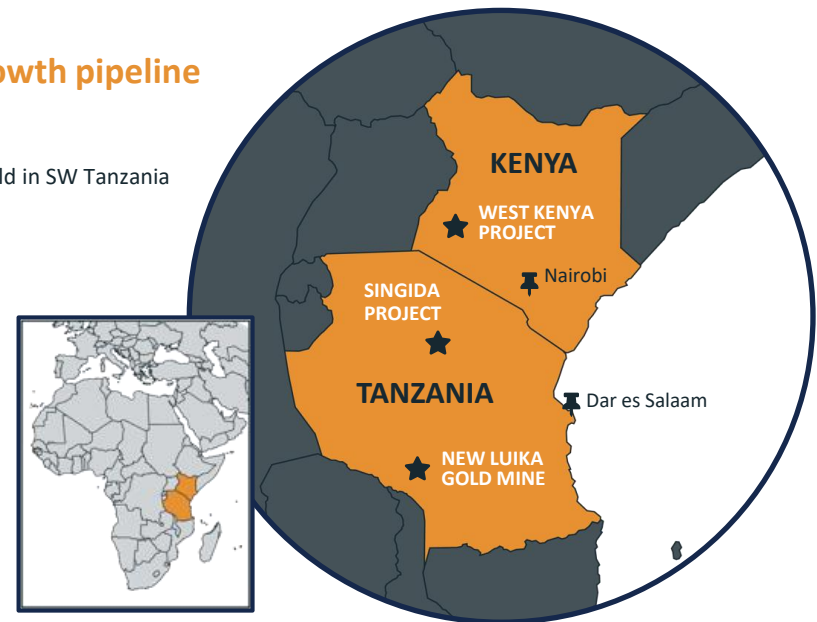 owth pipeline
ld in SW Tanzania
KENYA
WEST KENYA
PROJECT
Nairobi
SINGIDA
PROJECT
TANZANIA
Dar es Salaam
NEW LUIKA
GOLD MINE